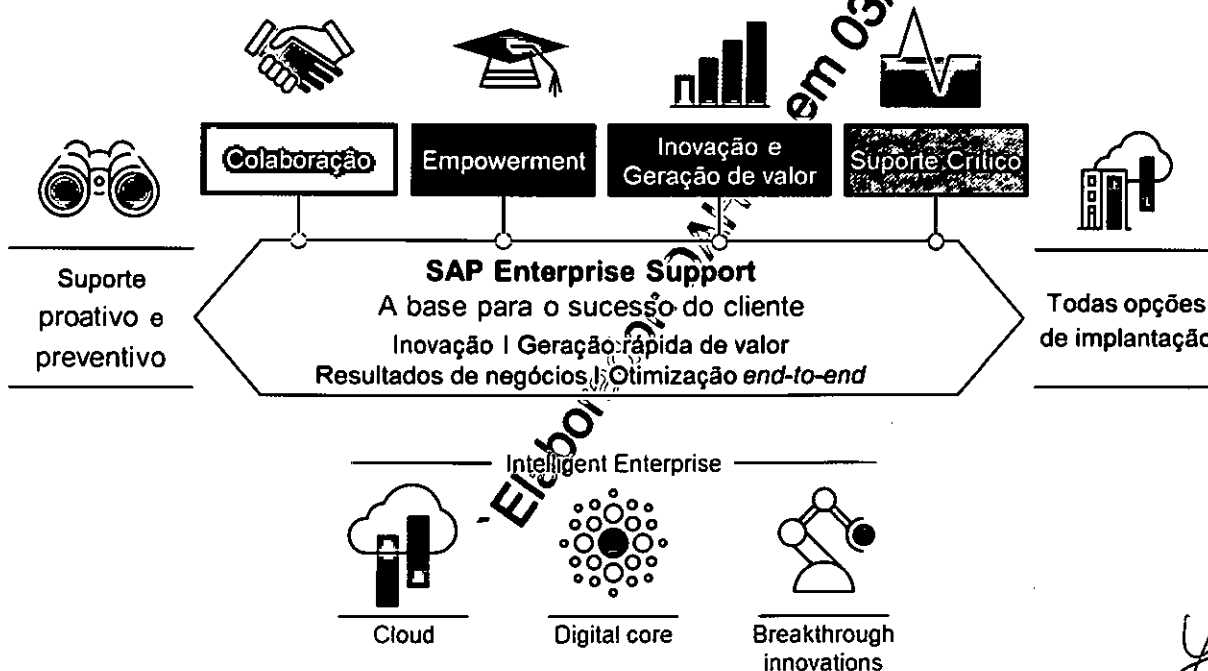 Colaboração
Empowerment
Inovação e
Geração de valor
Suporte Crítico
Suporte
proativo e
preventivo
SAP Enterprise Support
A base para o sucesso do cliente
Inovação I Geração rápida de valor
Resultados de negócios I Otimização end-to-end
Todas opções
de implantação
Intelligent Enterprise
Cloud
Digital core
Breakthrough
innovations
em 03